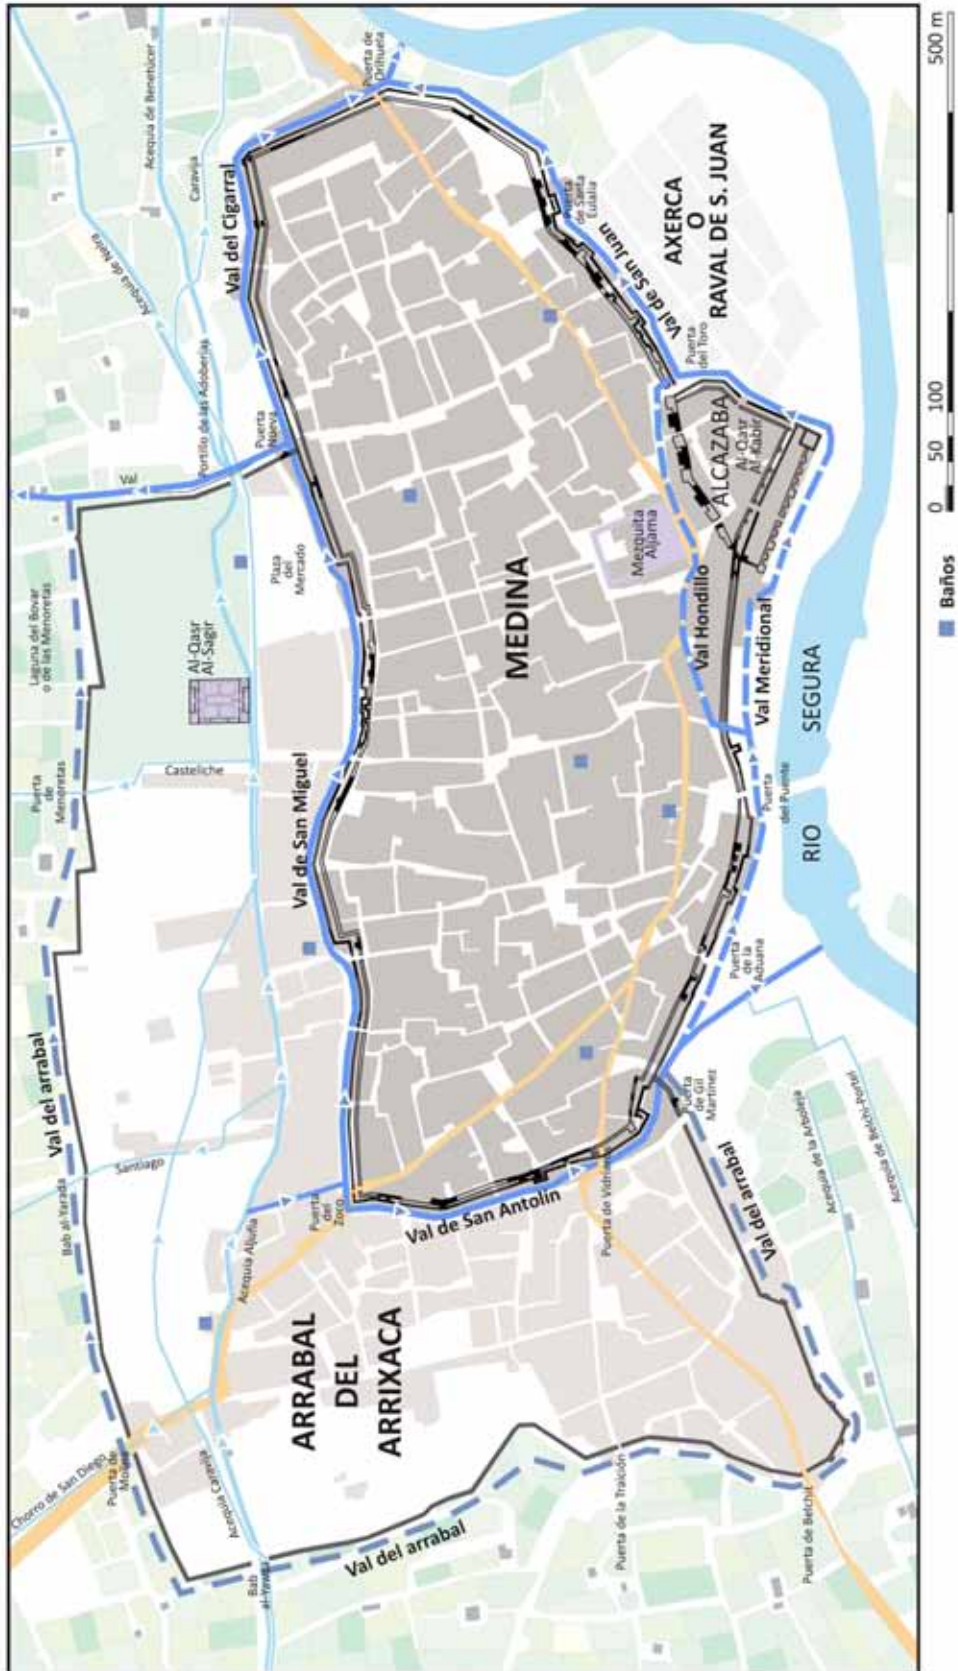 Chorro de San Diego
Puerta de
Molina
Acequia Caravija
Bab
al-Yawza
Val del arrabal
Bab al-Yarada
Val del arrabal
Santiago
Acequia Aljufía
Puerta
del
Zoco
ARRABAL
DEL
ARRIXACA
Val de San Antolín
Puerta de la Traición
Puerta de Belchit
Puerta de Vidrieros
Puerta
de Gil
Martínez
Val del arrabal
Acequia de la Arboleja
Acequia de Belchí-Portel
Puerta
de
Menoretas
Laguna del Bovar
o de las Menoretas
Casteliche
Al-Qasr
Al-Sagir
Val de San Miguel
Plaza
del
Mercado
Val
Puerta
Nueva
Portillo de las Adoberías
Acequia de Neira
Acequia de Benetúcer
Caravija
Val del Cigarral
Puerta de
Orihuela
MEDINA
Mezquita
Aljama
ALCAZABA
Al-Qasr
Al-Kabir
Puerta
de Santa
Eulalia
Val de San Juan
Puerta
del Toro
AXERCA
O
RAVAL DE S. JUAN
Val Hondillo
Val Meridional
Puerta
del Puente
Puerta
de la
Aduana
RIO SEGURA
Baños
0 50 100 500 m